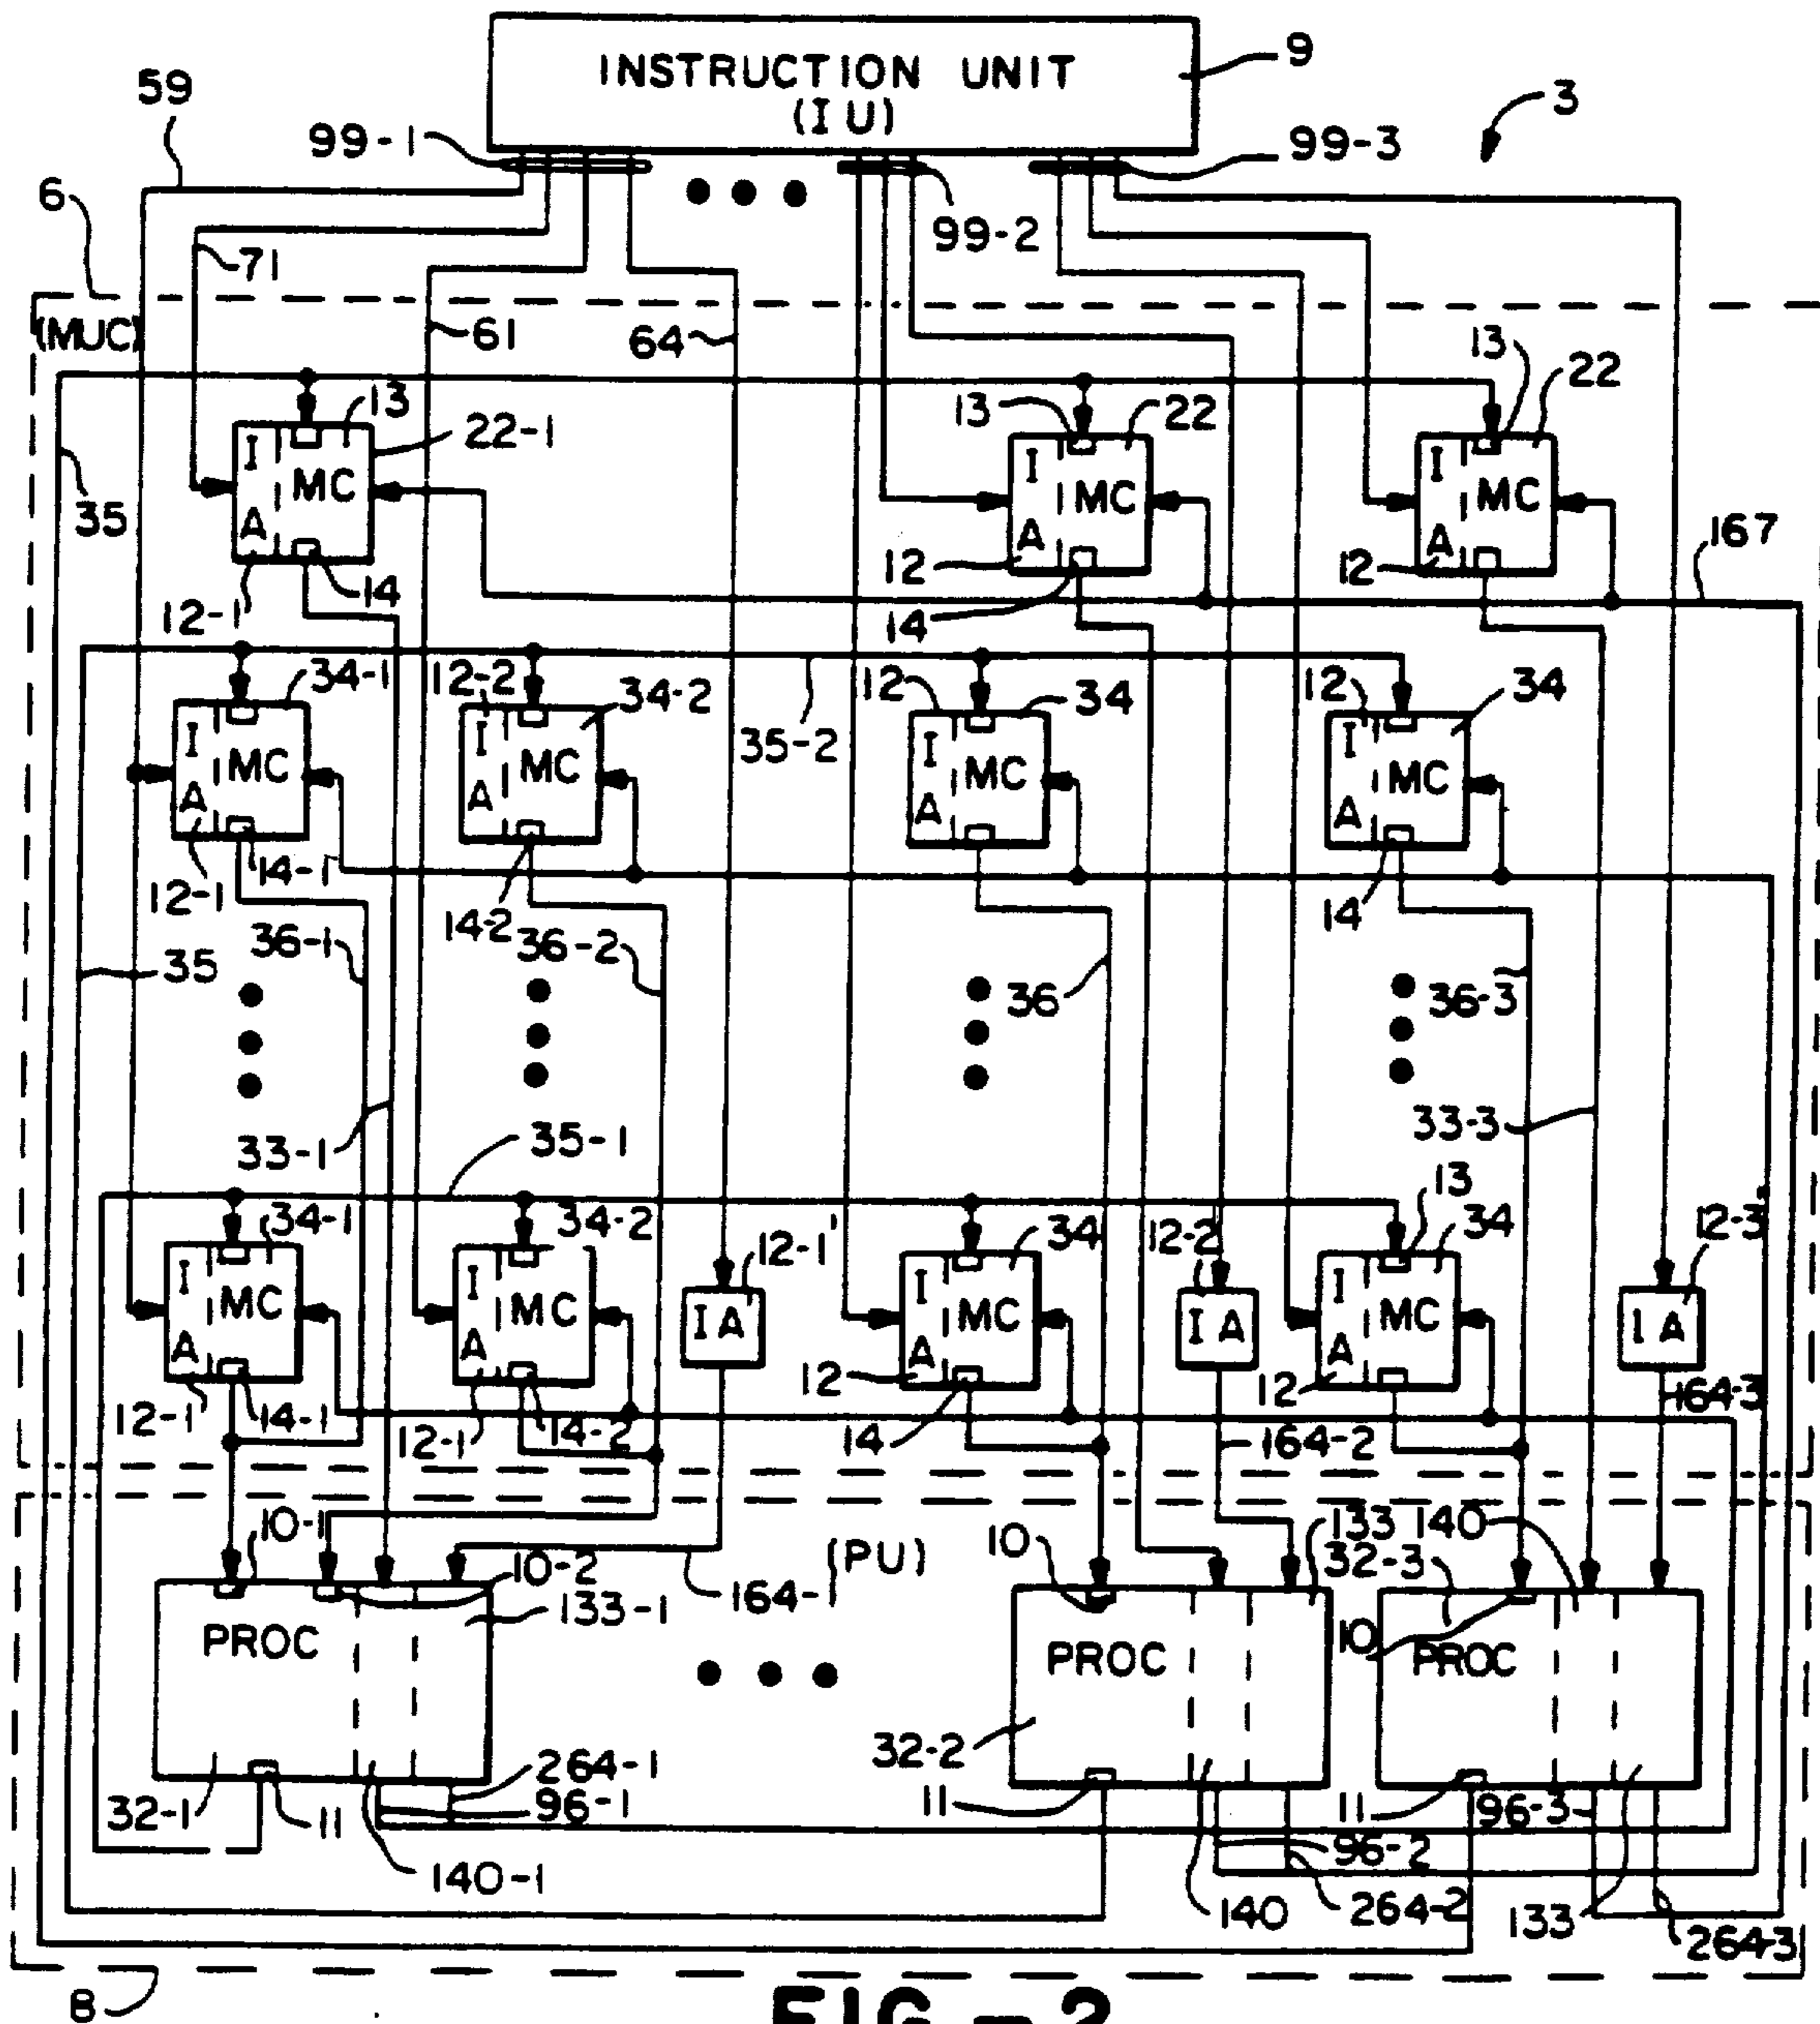 INSTRUCTION UNIT
(IU)
9
3
59
99-1
99-3
6
99-2
71
(MUC)
61
64
13
22
13
22-1
13
22
I
A
MC
I
A
MC
I
A
MC
35
167
12
12
12-1
14
14
34-1
12-2
34-2
12
34
12
34
35-2
I
A
MC
I
A
MC
I
A
MC
I
A
MC
12-1
14-1
14-2
14
36-1
36-2
35
36
36-3
33-1
35-1
33-3
13
34-1
34-2
12-1'
34
12-2'
34
12-3'
I
A
MC
I
A
MC
IA
I
A
MC
IA
I
A
MC
IA
12
12
164-3
12-1
14-1
12-1
14-2
14
164-2
10-1
10-2
(PU)
10
133
140
32-3
133-1
164-1
10
PROC
PROC
PROC
32-2
264-1
96-1
32-1
11
11
11
96-3
96-2
140-1
140
264-2
133
264-3
8
FIG.-2